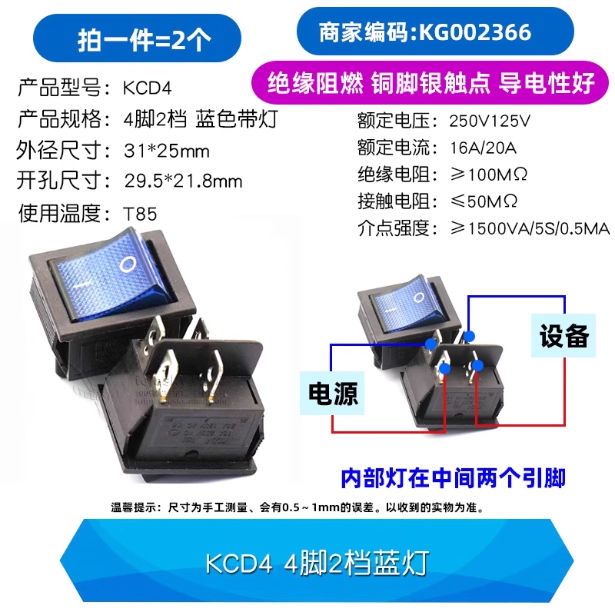 拍一件=2个
商家编码:KG002366
绝缘阻燃 铜脚银触点 导电性好
产品型号: KCD4
产品规格: 4脚2档 蓝色带灯
外径尺寸: 31*25mm
开孔尺寸: 29.5*21.8mm
使用温度: T85
额定电压: 250V125V
额定电流: 16A/20A
绝缘电阻: ≥100MΩ
接触电阻: ≤50MΩ
介点强度: ≥1500VA/5S/0.5MA
设备
电源
内部灯在中间两个引脚
温馨提示: 尺寸为手工测量、会有0.5~1mm的误差。以收到的实物为准。
KCD4 4脚2档蓝灯